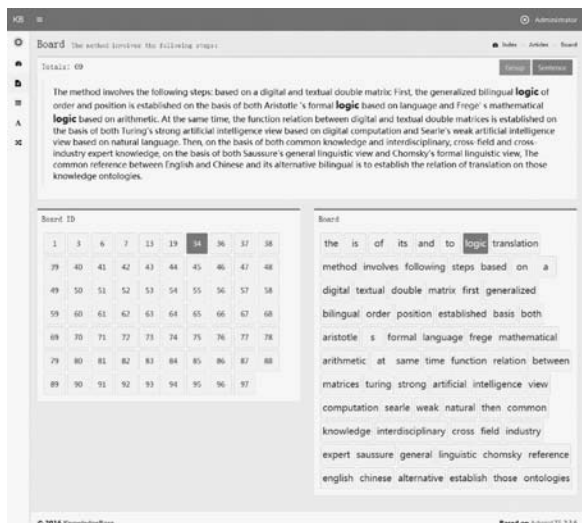 KB
Administrator
Board The method involves the following steps:
Index Articles Board
Totals: 69
Group Sentence
The method involves the following steps: based on a digital and textual double matrix: First, the generalized bilingual logic of
order and position is established on the basis of both Aristotle 's formal logic based on language and Frege' s mathematical
logic based on arithmetic. At the same time, the function relation between digital and textual double matrices is established on
the basis of both Turing's strong artificial intelligence view based on digital computation and Searle's weak artificial intelligence
view based on natural language. Then, on the basis of both common knowledge and interdisciplinary, cross-field and cross-
industry expert knowledge, on the basis of both Saussure's general linguistic view and Chomsky's formal linguistic view, The
common reference between English and Chinese and its alternative bilingual is to establish the relation of translation on those
knowledge ontologies.
Board ID
1 3 6 7 13 19 34 36 37 38
39 40 41 42 43 44 45 46 47 48
49 50 51 52 53 54 55 56 57 58
59 60 61 62 63 64 65 66 67 68
69 70 71 72 73 74 75 76 77 78
79 80 81 82 83 84 85 86 87 88
89 90 91 92 93 94 95 96 97
Board
the is of its and to logic translation
method involves following steps based on a
digital textual double matrix first generalized
bilingual order position established basis both
aristotle s formal language frege mathematical
arithmetic at same time function relation between
matrices turing strong artificial intelligence view
computation searle weak natural then common
knowledge interdisciplinary cross field industry
expert saussure general linguistic chomsky reference
english chinese alternative establish those ontologies
© 2016
Based on